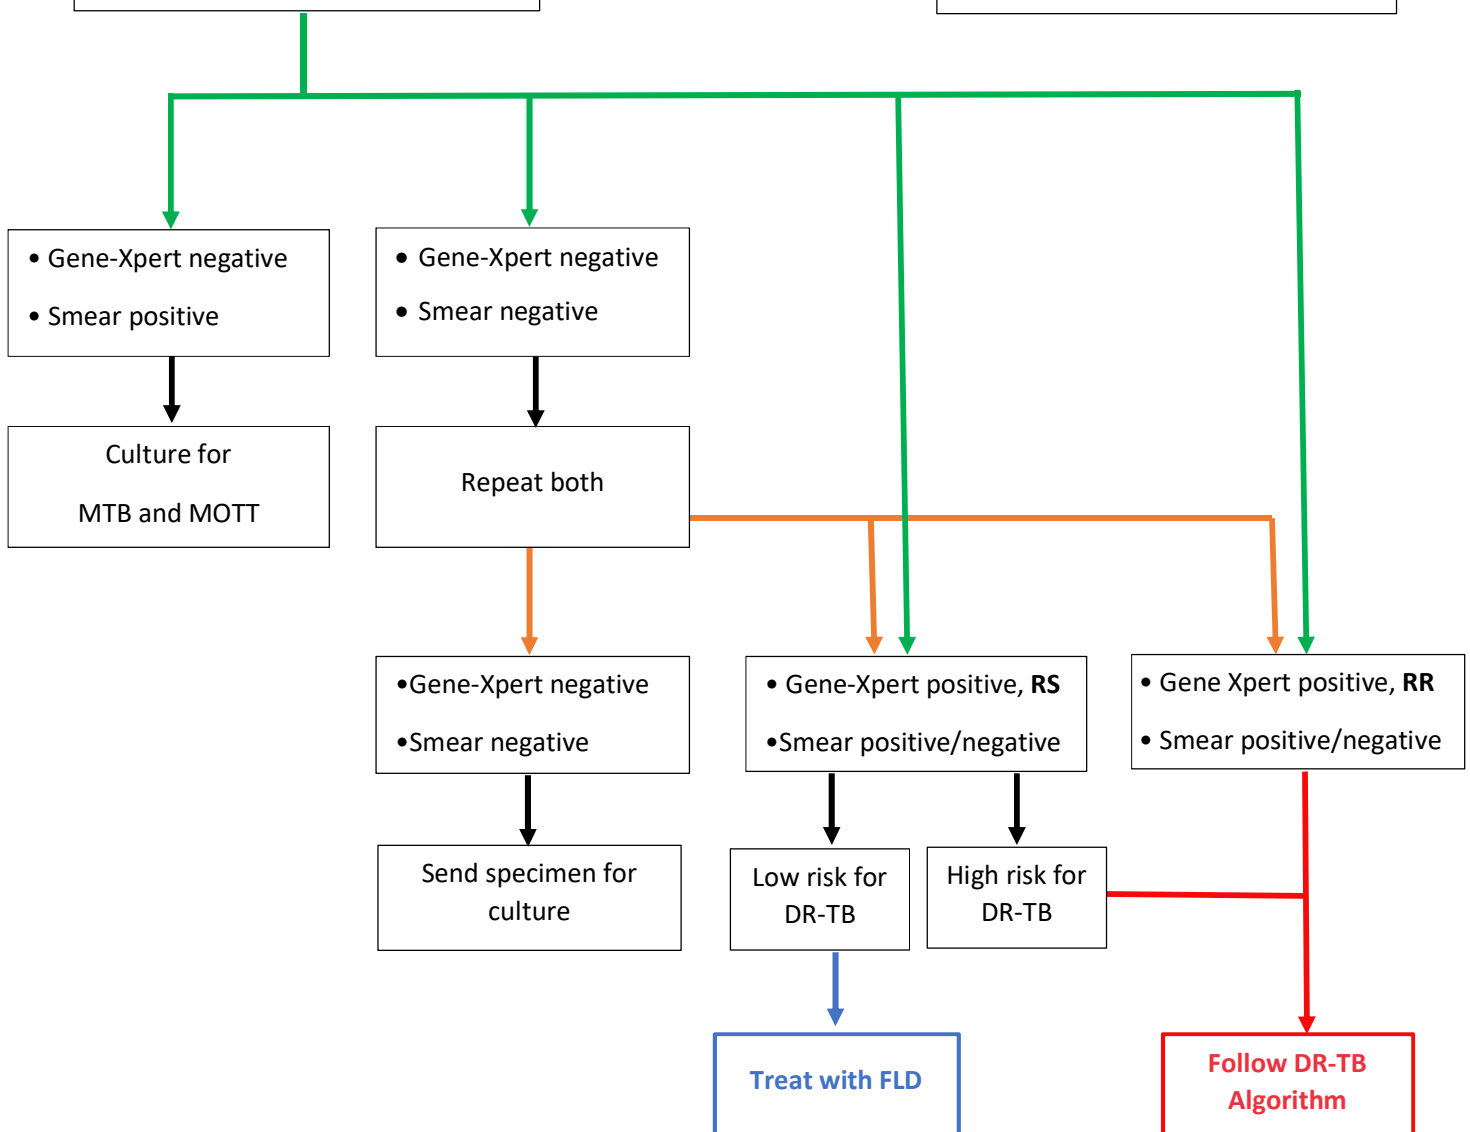 • Gene-Xpert negative
• Smear positive
• Gene-Xpert negative
• Smear negative
Culture for
MTB and MOTT
Repeat both
•Gene-Xpert negative
•Smear negative
• Gene-Xpert positive, RS
•Smear positive/negative
• Gene Xpert positive, RR
• Smear positive/negative
Send specimen for
culture
Low risk for
DR-TB
High risk for
DR-TB
Treat with FLD
Follow DR-TB
Algorithm